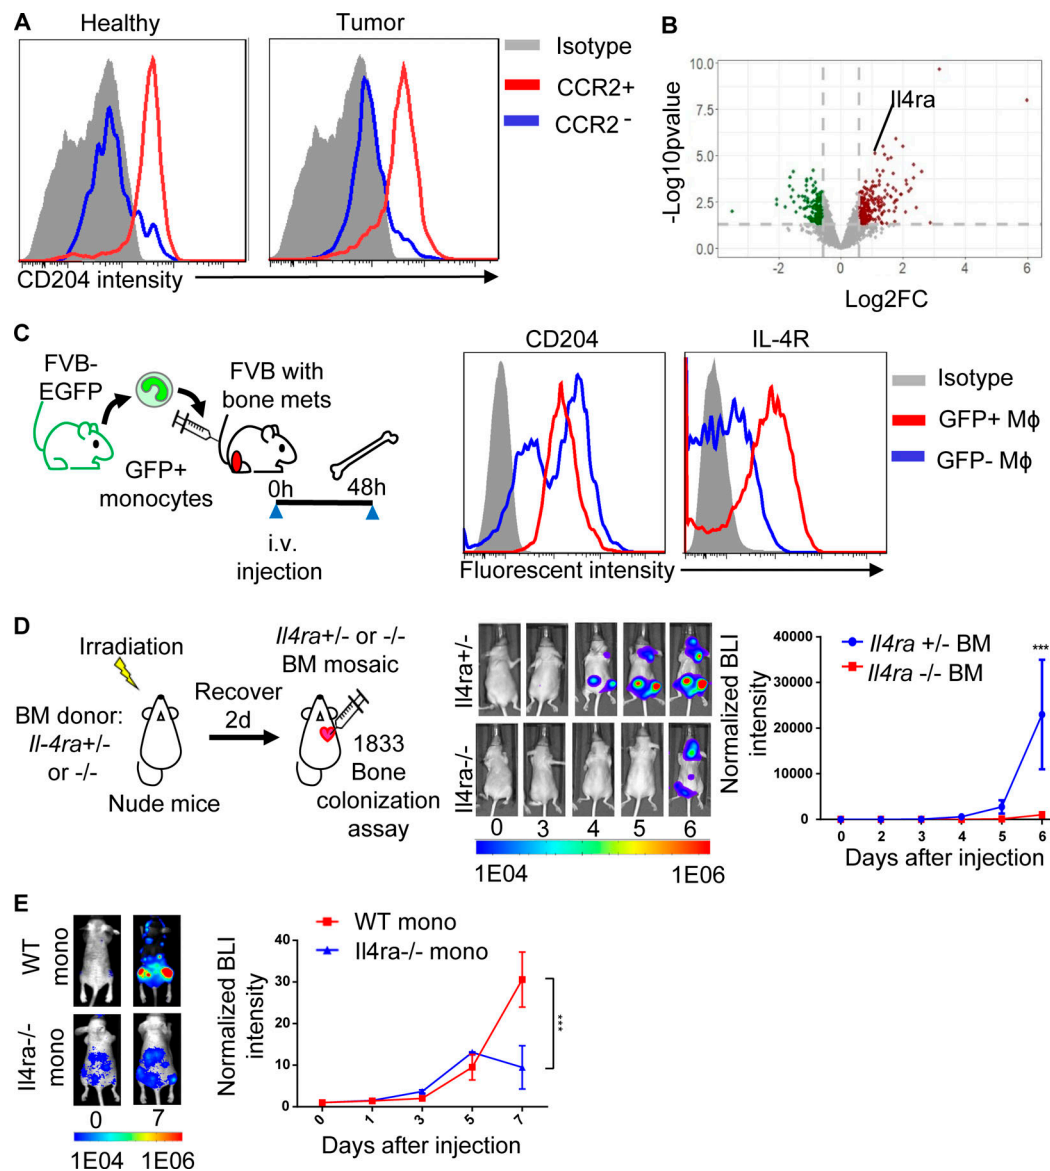 A
Healthy
Tumor
Isotype
CCR2+
CCR2-
CD204 intensity
B
Il4ra
-Log10pvalue
10.0
7.5
5.0
2.5
0.0
-2
0
2
4
6
Log2FC
C
FVB-
EGFP
FVB with
bone mets
GFP+
monocytes
0h
48h
i.v.
injection
CD204
IL-4R
Isotype
GFP+ Mϕ
GFP- Mϕ
Fluorescent intensity
D
Irradiation
BM donor:
Il-4ra+/-
or -/-
Nude mice
Recover
2d
Il4ra+/- or -/-
BM mosaic
1833
Bone
colonization
assay
Il4ra+/-
Il4ra-/-
0 3 4 5 6
1E04 1E06
Normalized BLI
intensity
40000
30000
20000
10000
0
Il4ra +/- BM
Il4ra -/- BM
***
0 2 3 4 5 6
Days after injection
E
WT
mono
Il4ra-/-
mono
0 7
1E04 1E06
Normalized BLI
intensity
WT mono
Il4ra-/- mono
40
30
20
10
0
***
0 1 3 5 7
Days after injection